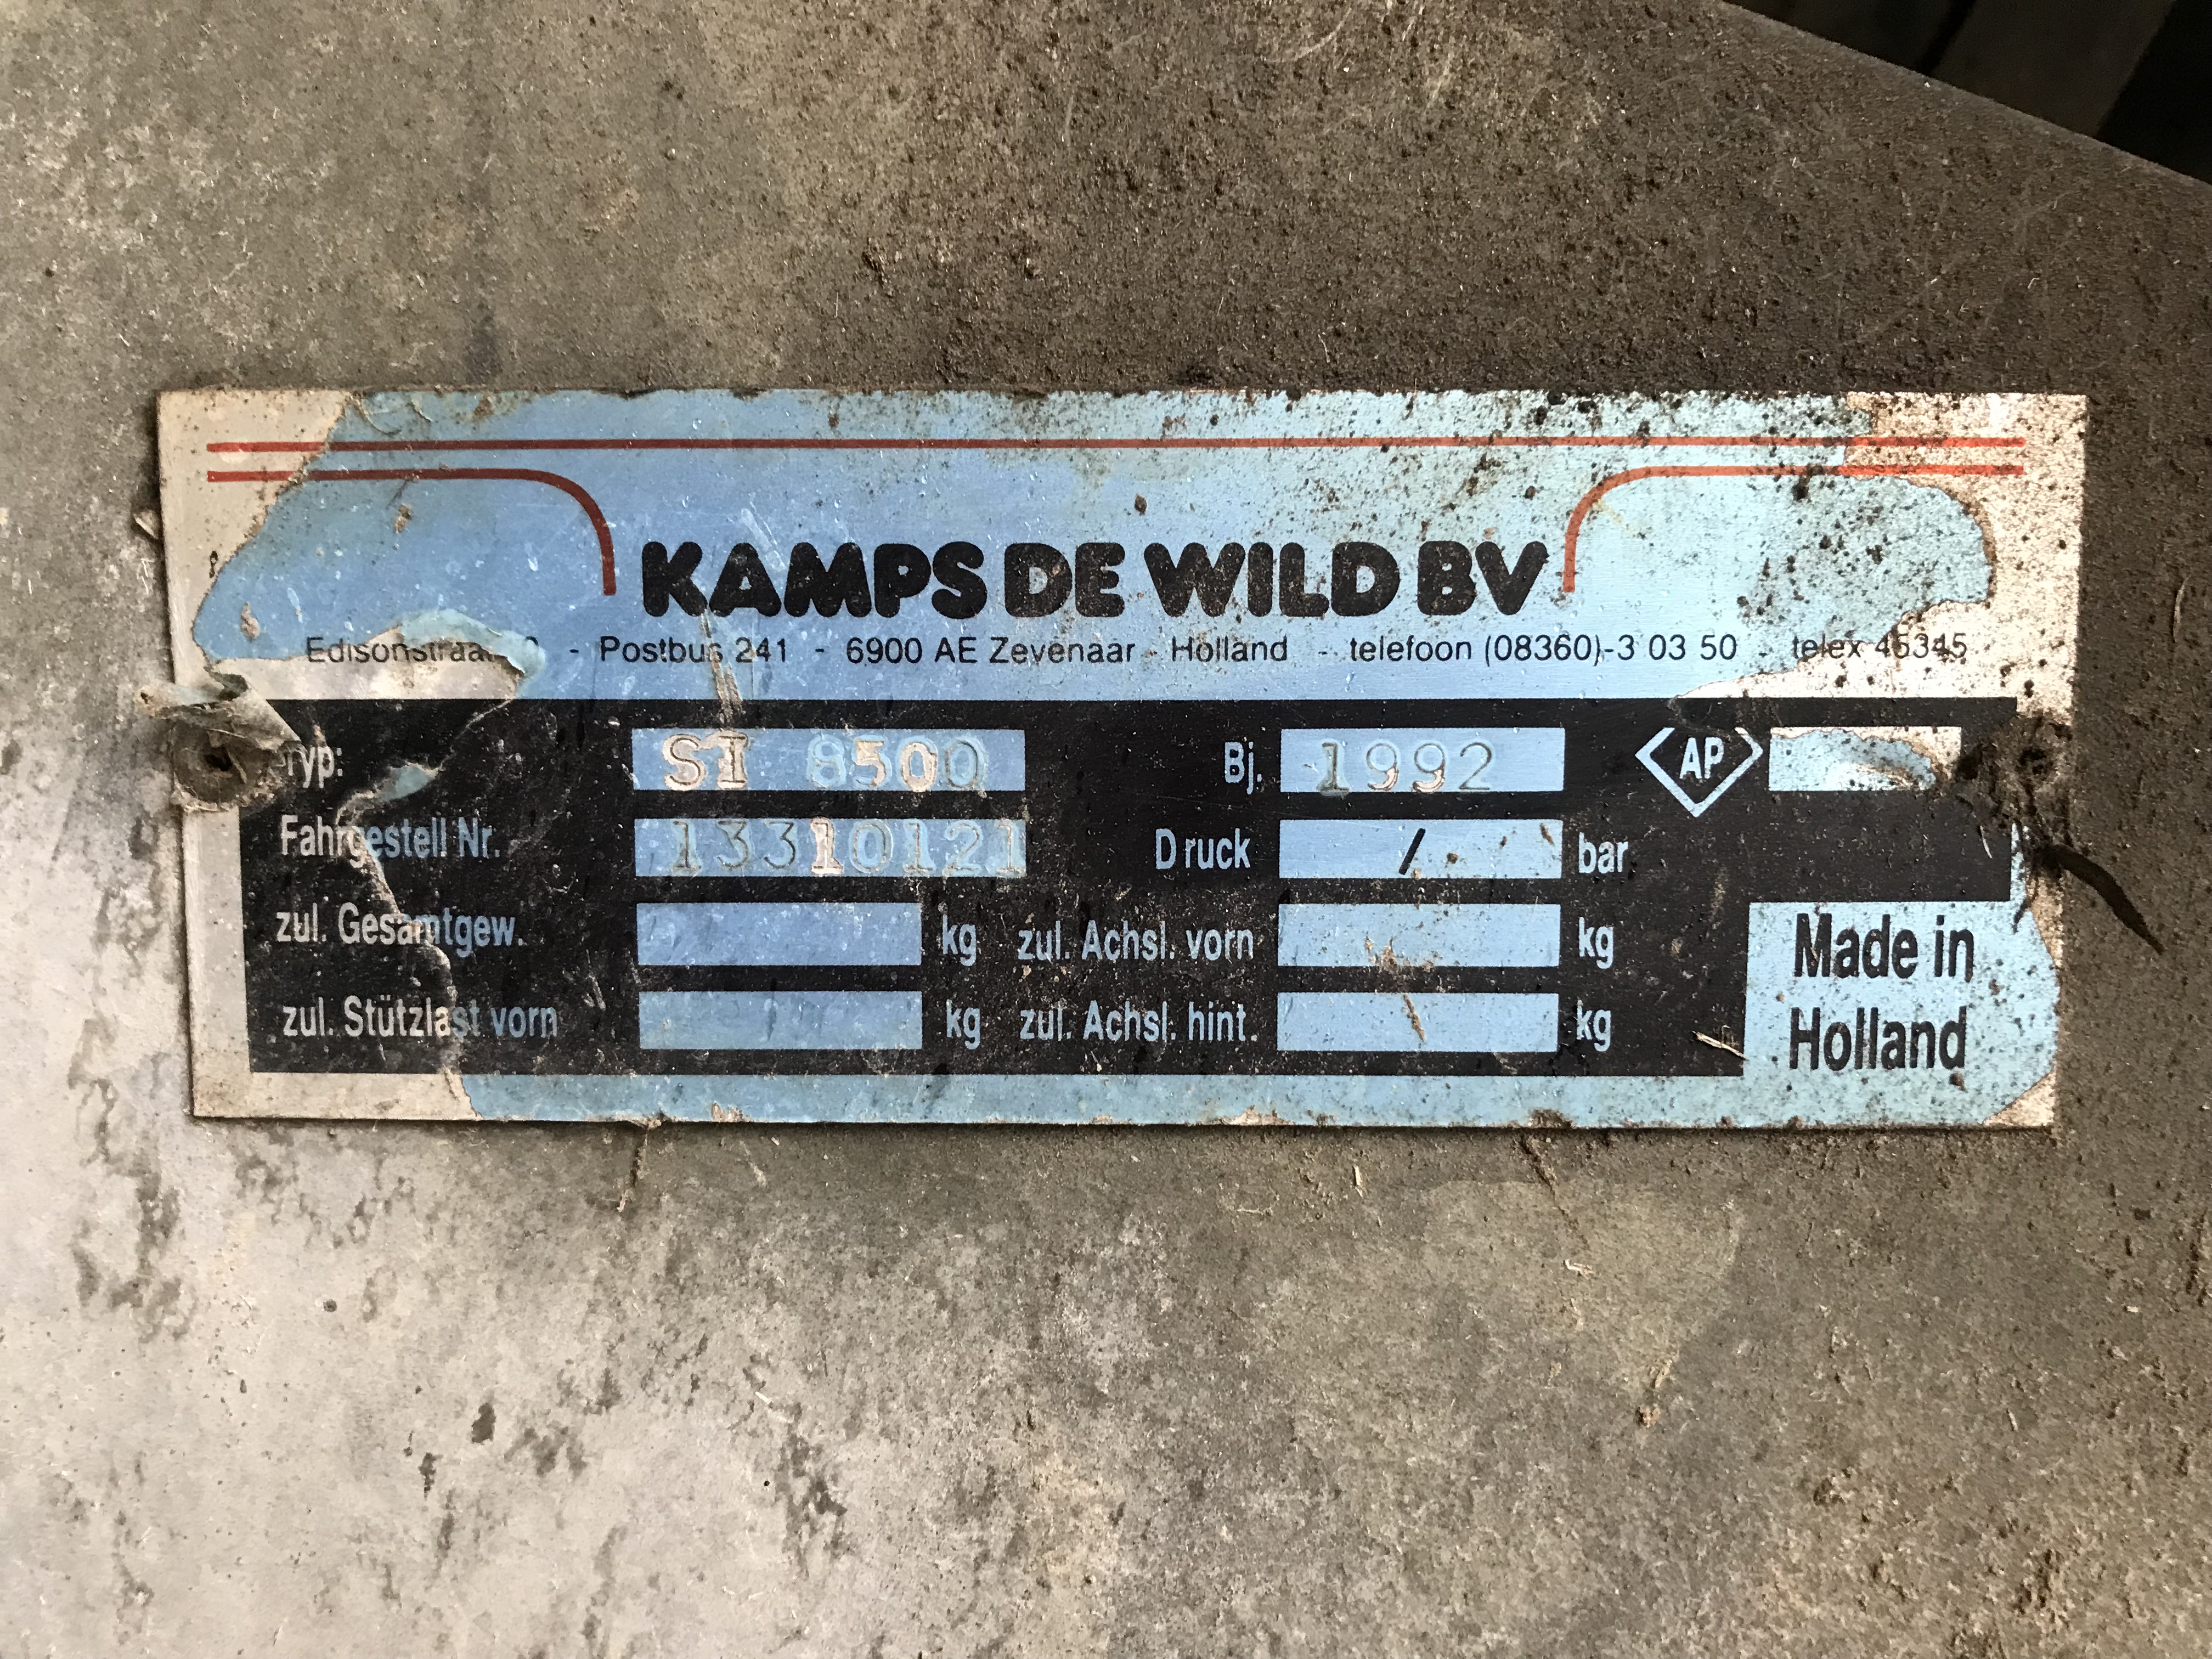 KAMPS DE WILD BV
- Postbus 241 - 6900 AE Zevenaar - Holland - telefoon (08360)-3 03 50 - telex 45345
Typ: SI 8500 Bj. 1992 AP
Fahrgestell Nr. 13310121 Druck / bar
zul. Gesamtgew. kg zul. Achsl. vorn kg
zul. Stützlast vorn kg zul. Achsl. hint. kg
Made in
Holland